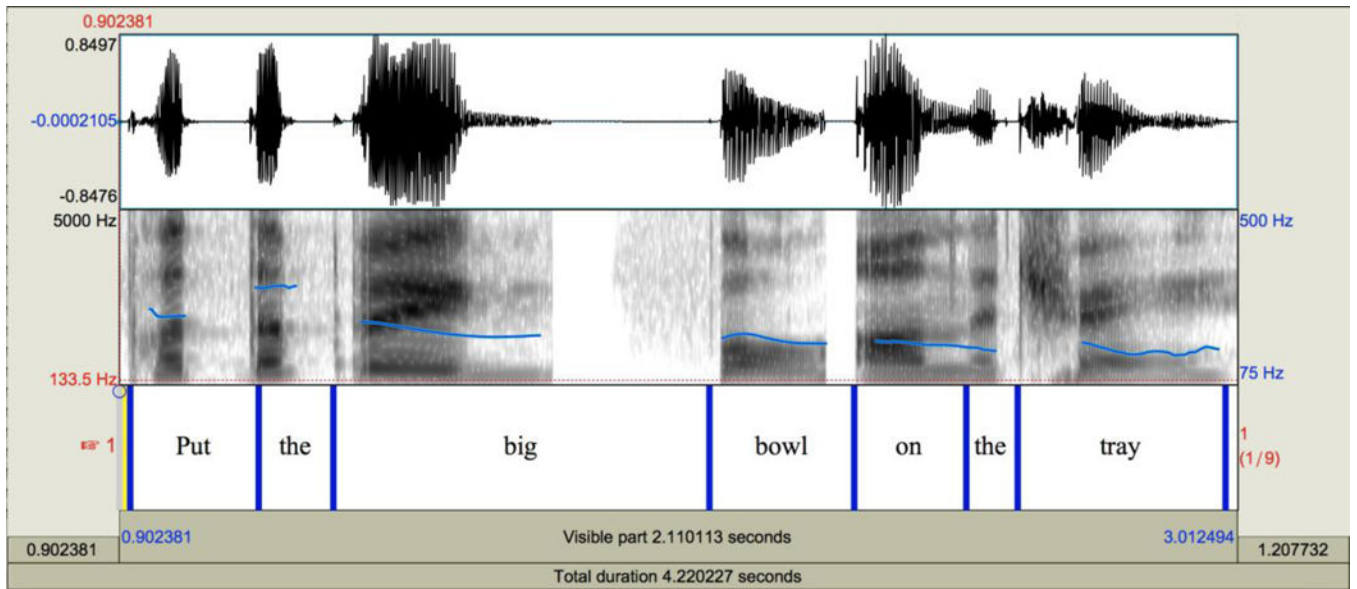 0.902381
0.8497
-0.0002105
-0.8476
5000 Hz 500 Hz
133.5 Hz 75 Hz
☞ 1 Put the big bowl on the tray 1
(1/9)
0.902381 Visible part 2.110113 seconds 3.012494
0.902381 1.207732
Total duration 4.220227 seconds